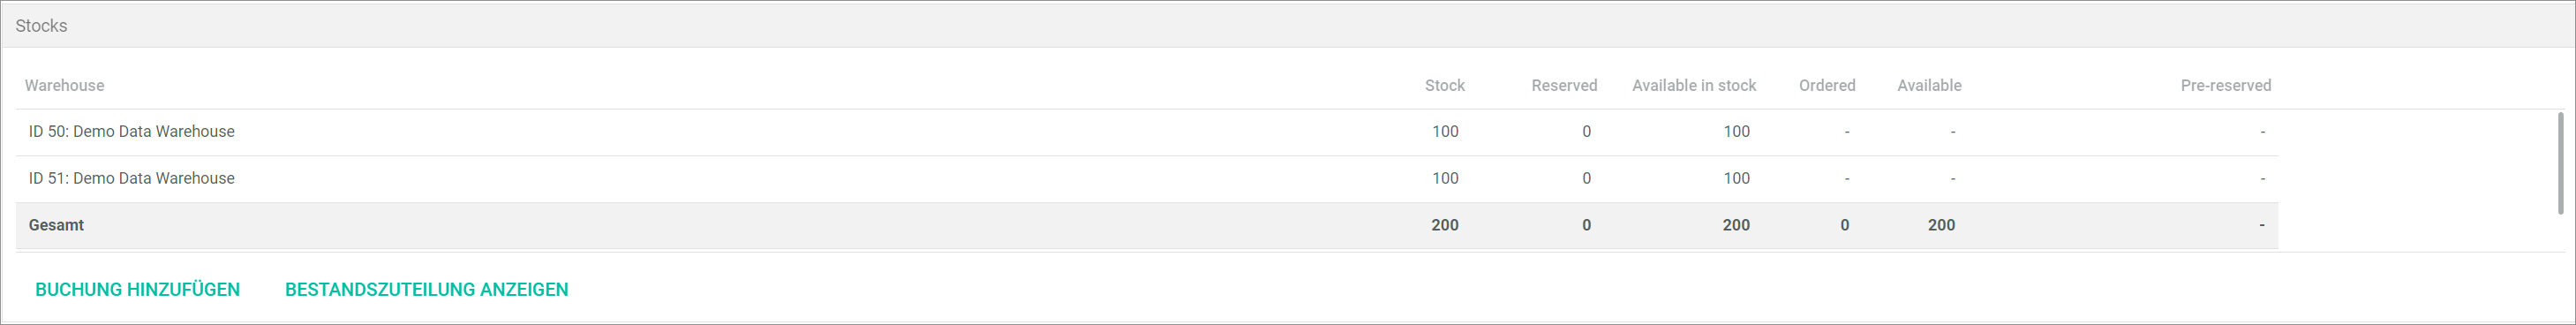 Stocks
Warehouse Stock Reserved Available in stock Ordered Available Pre-reserved
ID 50: Demo Data Warehouse 100 0 100 - - -
ID 51: Demo Data Warehouse 100 0 100 - - -
Gesamt 200 0 200 0 200 -
BUCHUNG HINZUFÜGEN BESTANDSZUTEILUNG ANZEIGEN